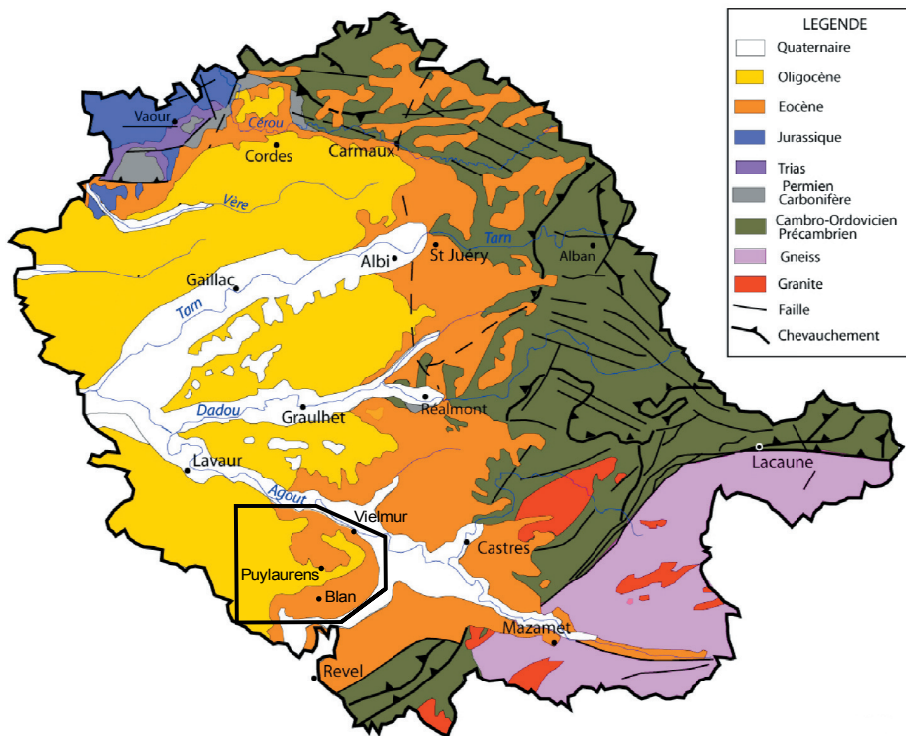 LEGENDE
Quaternaire
Oligocène
Eocène
Jurassique
Trias
Permien
Carbonifère
Cambro-Ordovicien
Précambrien
Gneiss
Granite
Faille
Chevauchement
Vaour
Cérou
Cordes
Carmaux
Vère
Tarn
Albi
St Juéry
Alban
Gaillac
Tarn
Dadou
Graulhet
Réalmont
Lavaur
Lacaune
Agout
Vielmur
Castres
Puylaurens
Blan
Mazamet
Revel